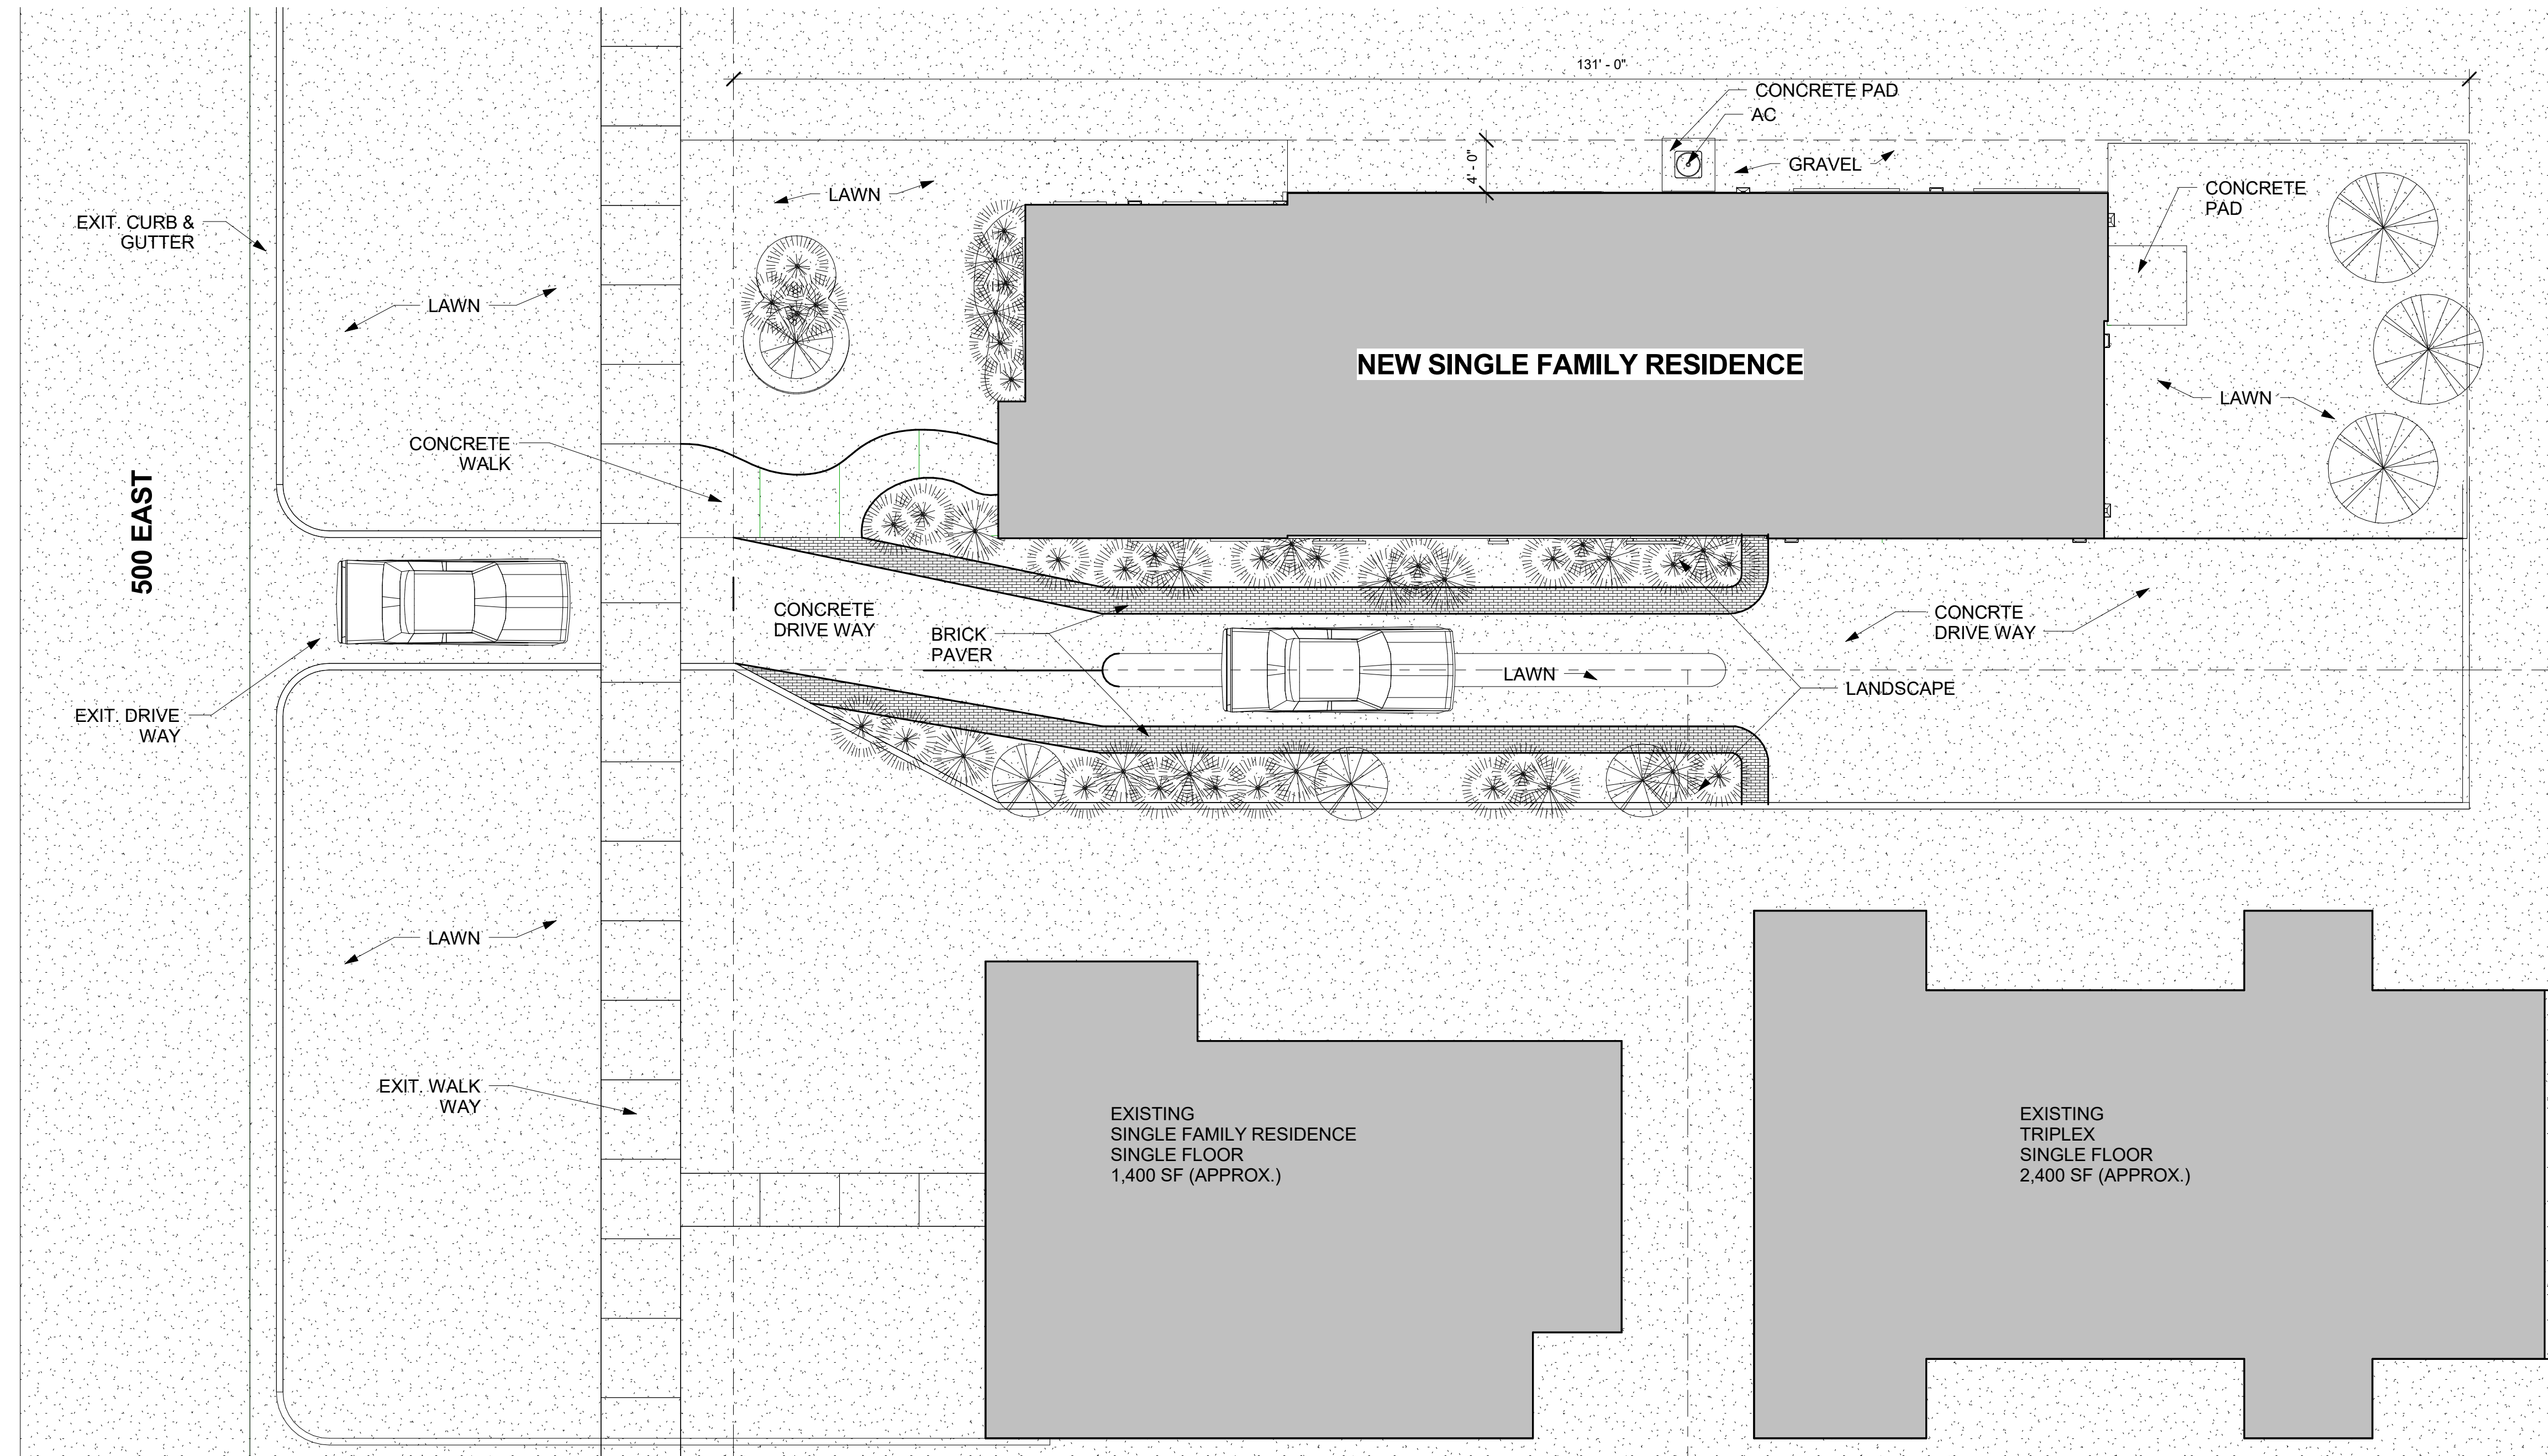 131' - 0"
CONCRETE PAD
AC
4' - 0"
GRAVEL
LAWN
CONCRETE
PAD
EXIT. CURB &
GUTTER
LAWN
NEW SINGLE FAMILY RESIDENCE
LAWN
CONCRETE
WALK
500 EAST
CONCRETE
DRIVE WAY
BRICK
PAVER
CONCRTE
DRIVE WAY
LAWN
LANDSCAPE
EXIT. DRIVE
WAY
LAWN
EXIT. WALK
WAY
EXISTING
SINGLE FAMILY RESIDENCE
SINGLE FLOOR
1,400 SF (APPROX.)
EXISTING
TRIPLEX
SINGLE FLOOR
2,400 SF (APPROX.)